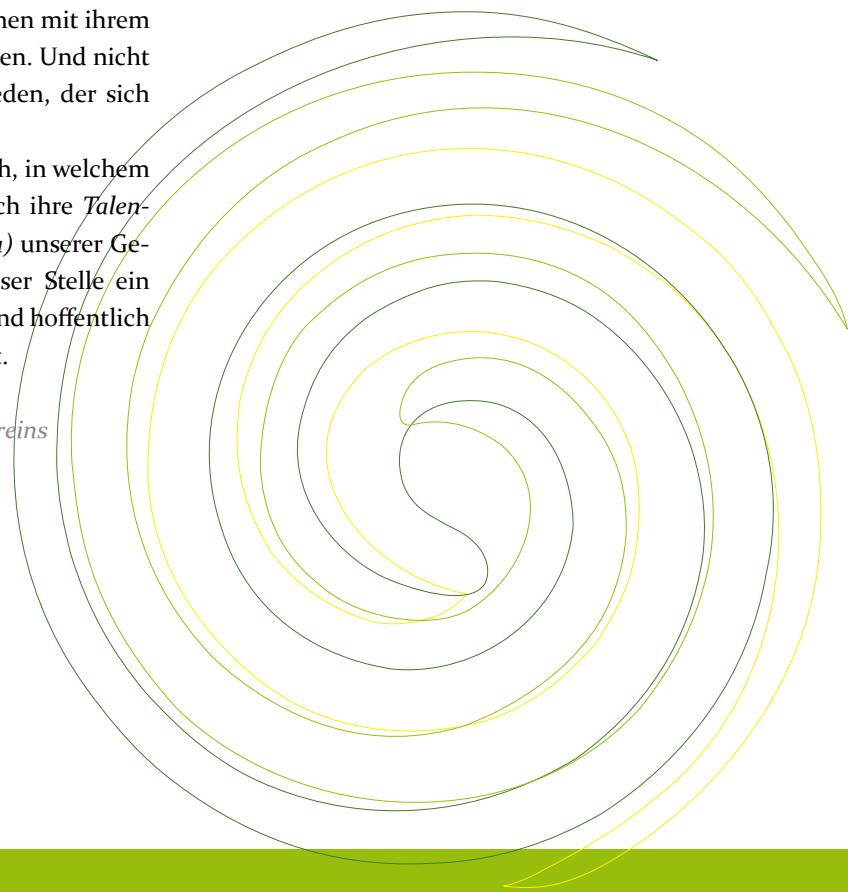 nen mit ihrem
en. Und nicht
eden, der sich
h, in welchem
ch ihre Talen-
) unserer Ge-
ser Stelle ein
nd hoffentlich
t.
reins